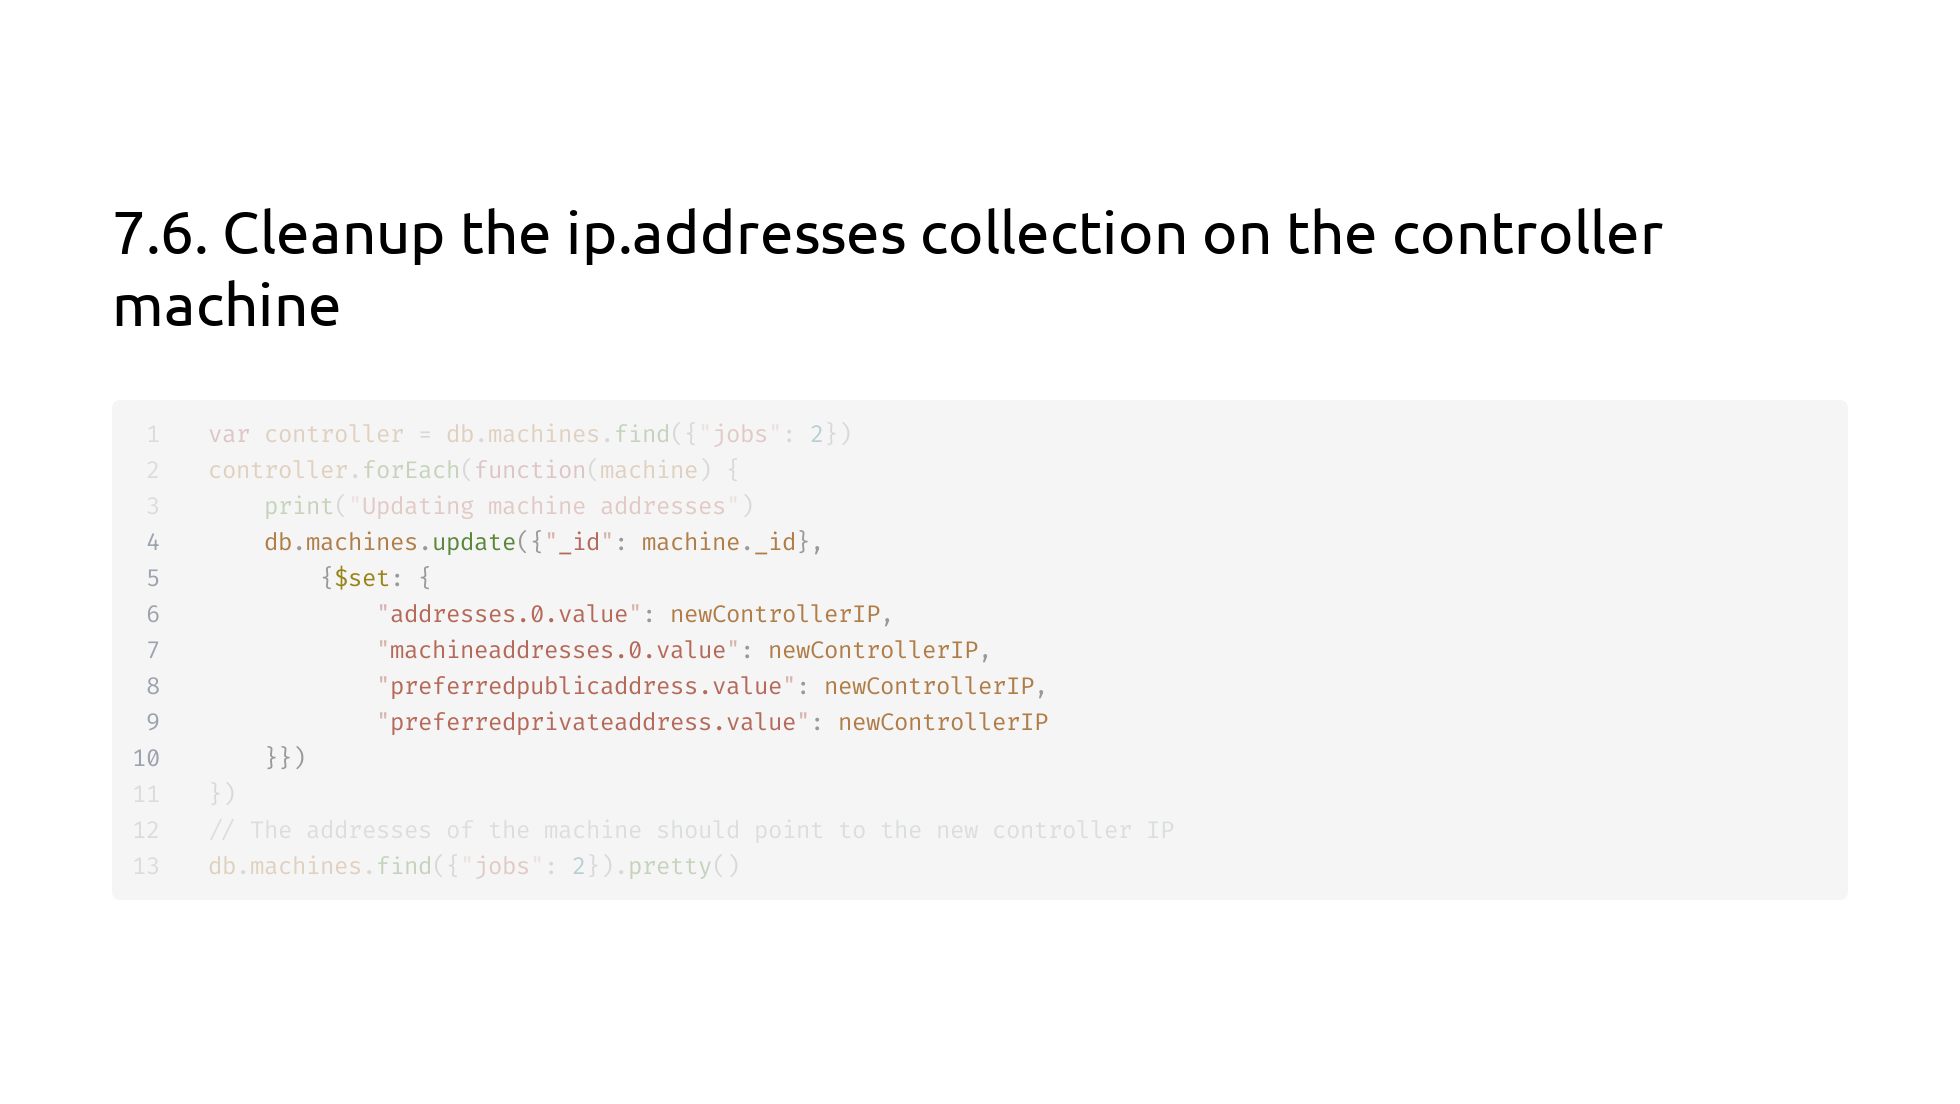 7.6. Cleanup the ip.addresses collection on the controller
machine
1 var controller = db.machines.find({"jobs": 2})
2 controller.forEach(function(machine) {
3     print("Updating machine addresses")
4     db.machines.update({"_id": machine._id},
5         {$set: {
6             "addresses.0.value": newControllerIP,
7             "machineaddresses.0.value": newControllerIP,
8             "preferredpublicaddress.value": newControllerIP,
9             "preferredprivateaddress.value": newControllerIP
10     }})
11 })
12 // The addresses of the machine should point to the new controller IP
13 db.machines.find({"jobs": 2}).pretty()